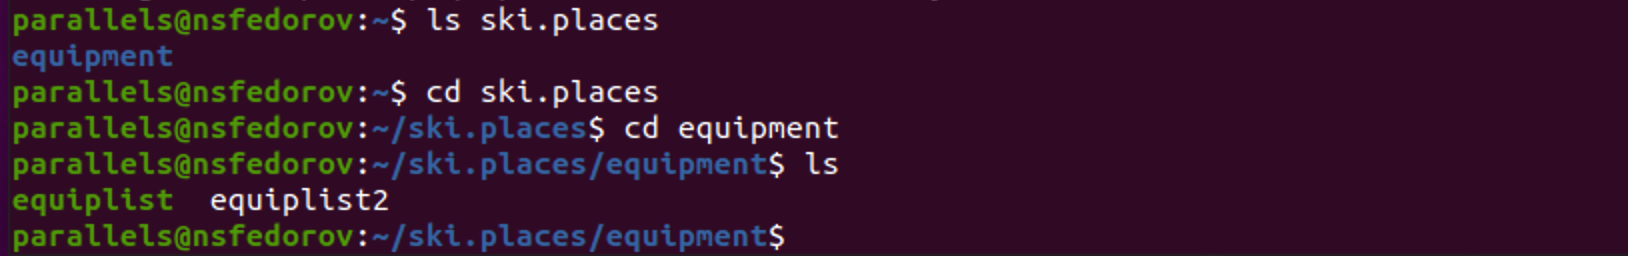 parallels@nsfedorov:~$ ls ski.places
equipment
parallels@nsfedorov:~$ cd ski.places
parallels@nsfedorov:~/ski.places$ cd equipment
parallels@nsfedorov:~/ski.places/equipment$ ls
equiplist  equiplist2
parallels@nsfedorov:~/ski.places/equipment$